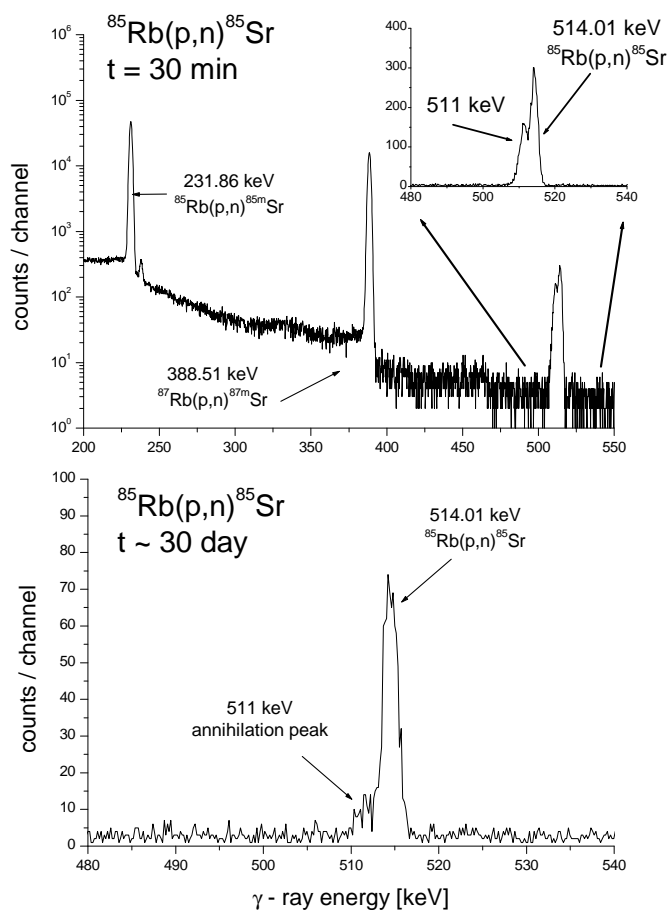 ⁸⁵Rb(p,n)⁸⁵Sr
t = 30 min
514.01 keV
⁸⁵Rb(p,n)⁸⁵Sr
511 keV
400
300
200
100
0
480 500 520 540
10⁶
10⁵
10⁴
10³
10²
10¹
10⁰
counts / channel
231.86 keV
⁸⁵Rb(p,n)⁸⁵ᵐSr
388.51 keV
⁸⁷Rb(p,n)⁸⁷ᵐSr
200 250 300 350 400 450 500 550
⁸⁵Rb(p,n)⁸⁵Sr
t ~ 30 day
514.01 keV
⁸⁵Rb(p,n)⁸⁵Sr
511 keV
annihilation peak
100
90
80
70
60
50
40
30
20
10
0
counts / channel
480 490 500 510 520 530 540
γ - ray energy [keV]